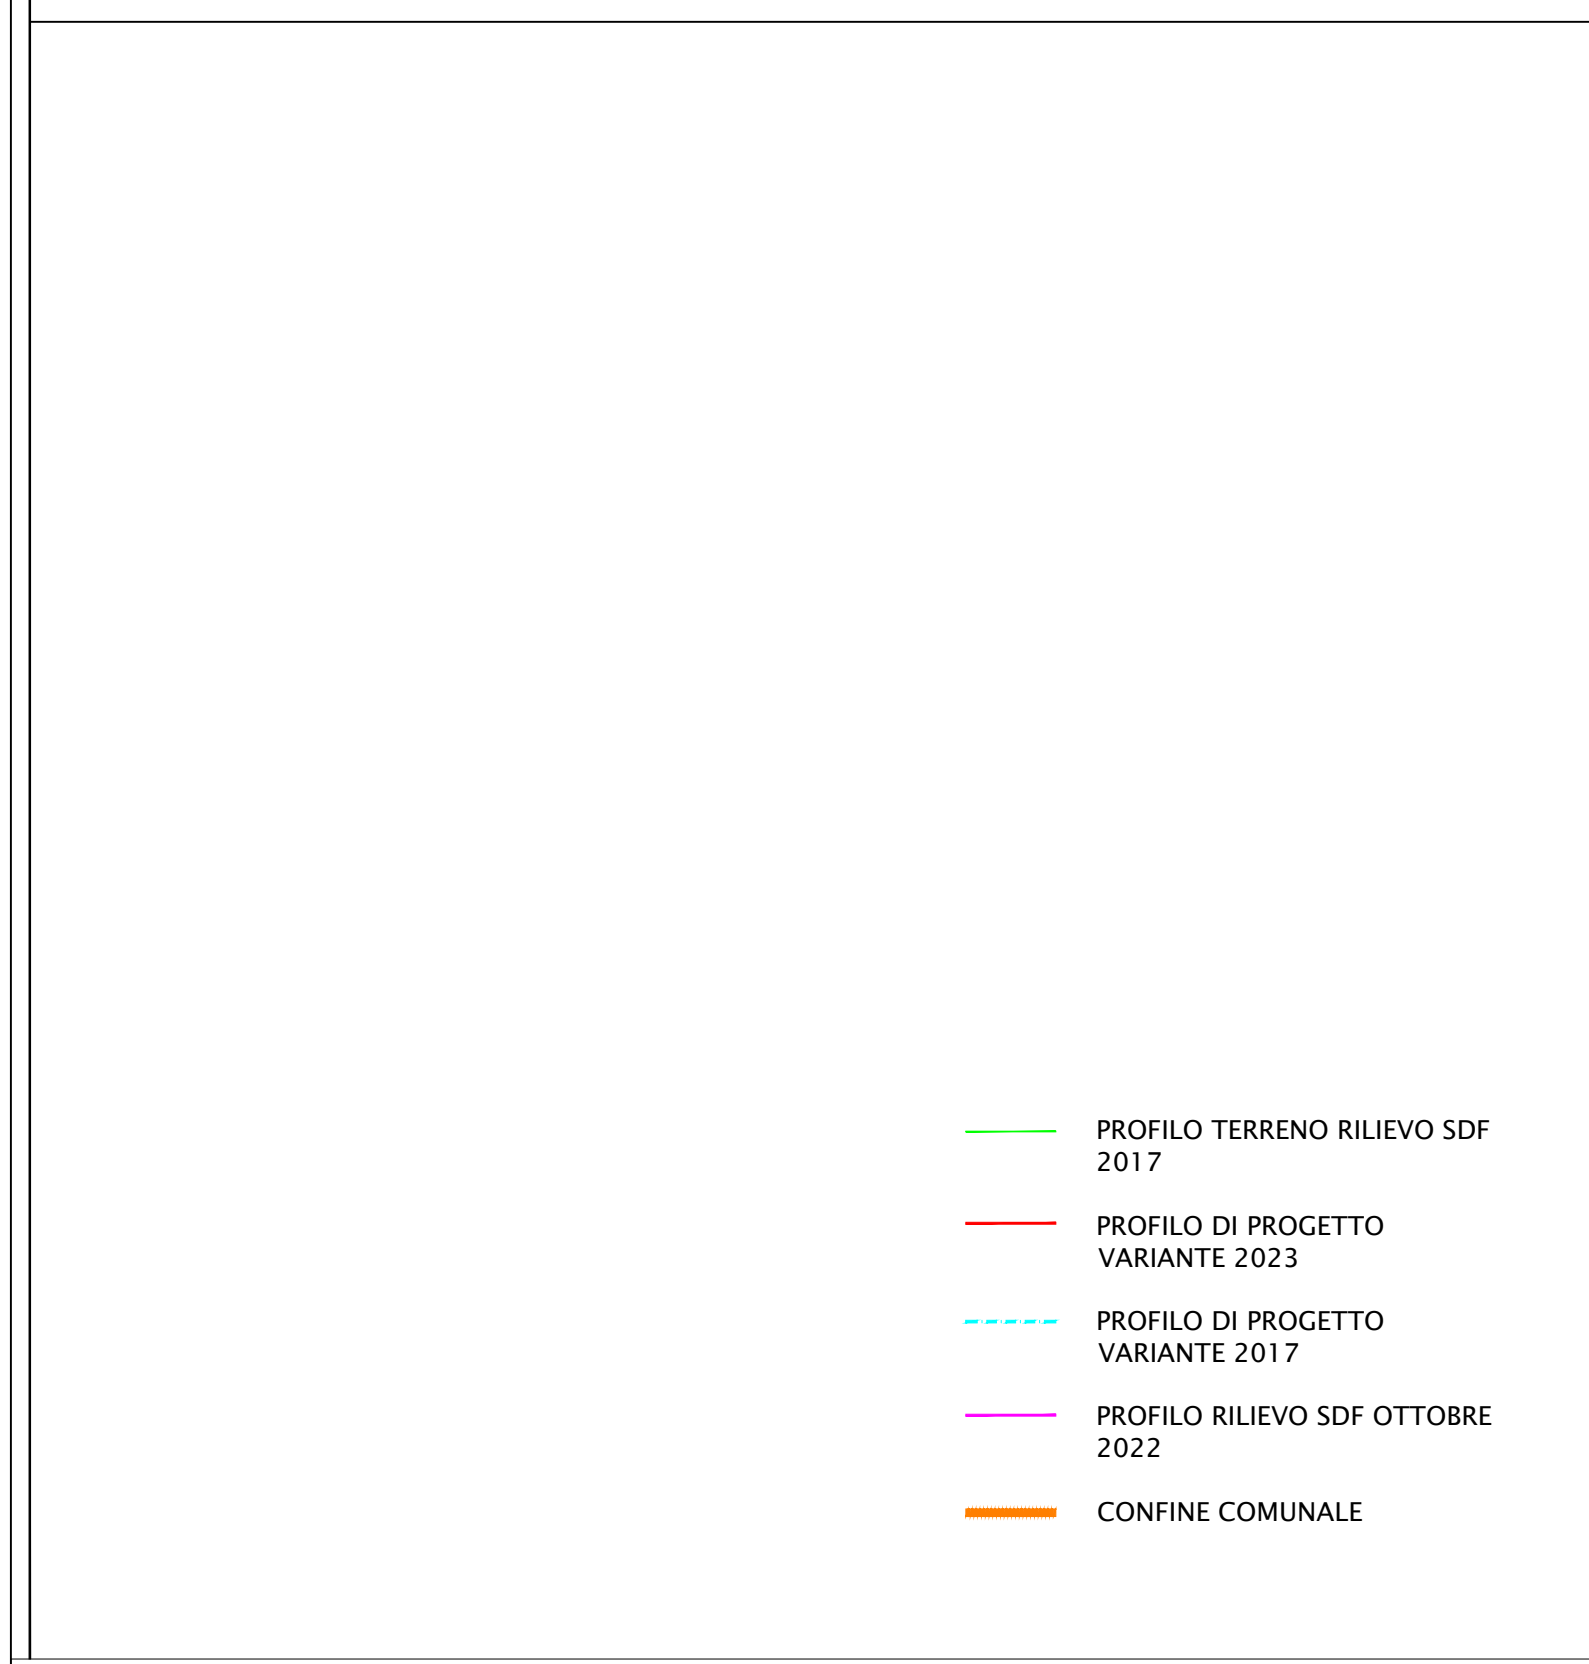 PROFILO TERRENO RILIEVO SDF
2017
PROFILO DI PROGETTO
VARIANTE 2023
PROFILO DI PROGETTO
VARIANTE 2017
PROFILO RILIEVO SDF OTTOBRE
2022
CONFINE COMUNALE